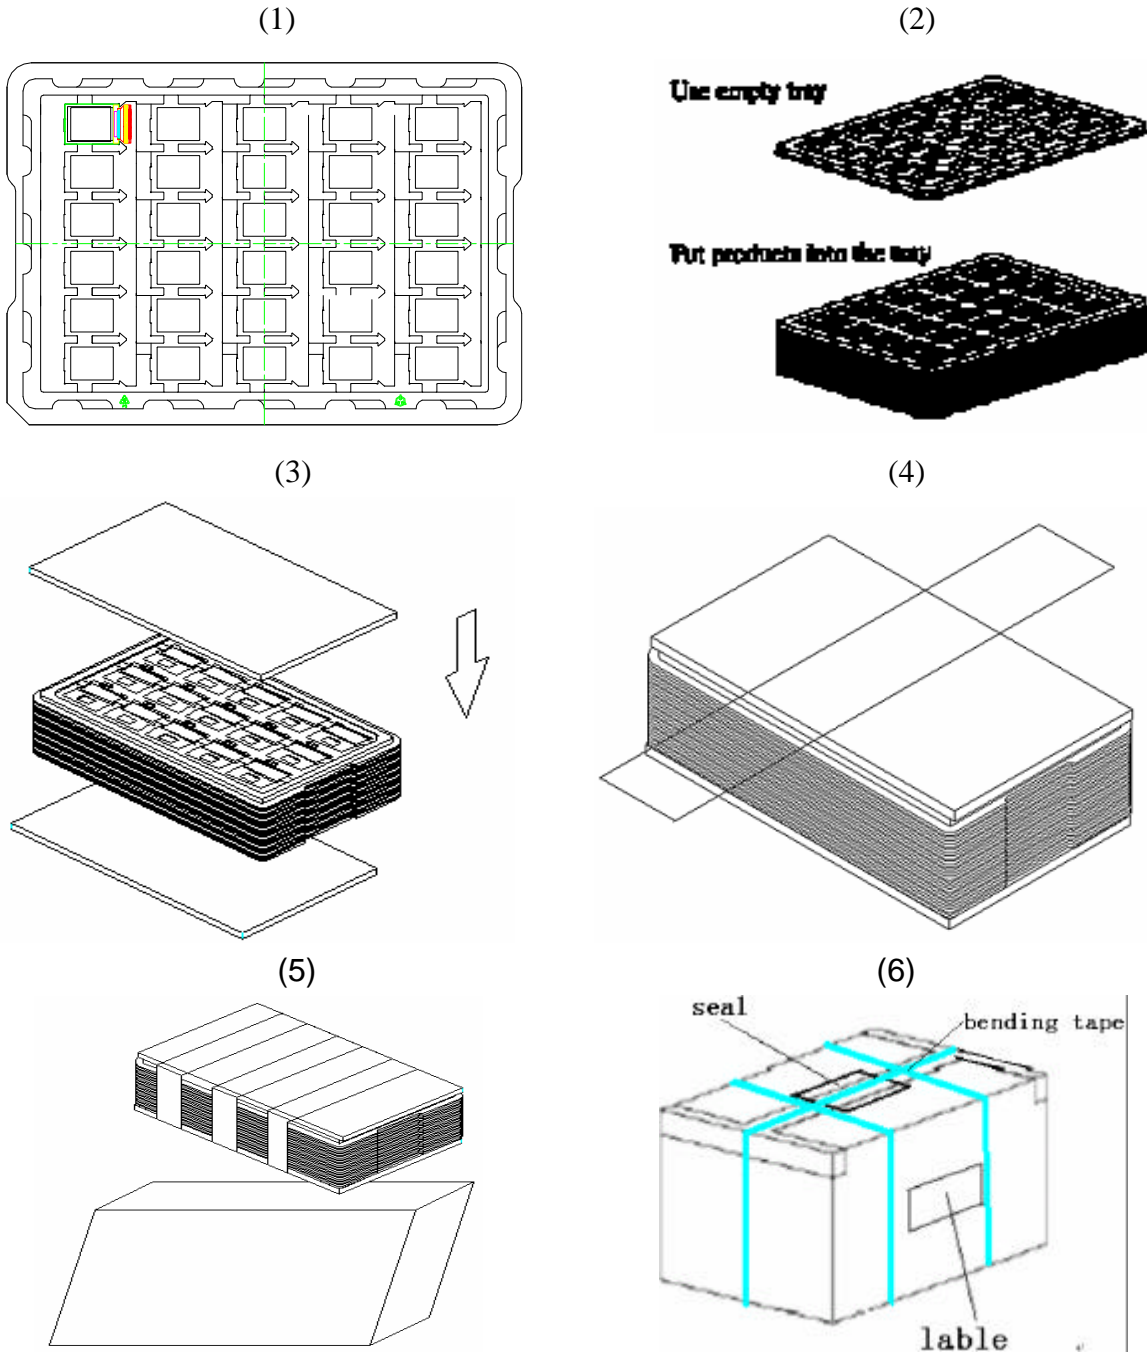 (1)
(2)
Use empty tray
Put products into the tray
(3)
(4)
(5)
(6)
seal
bending tape
lable